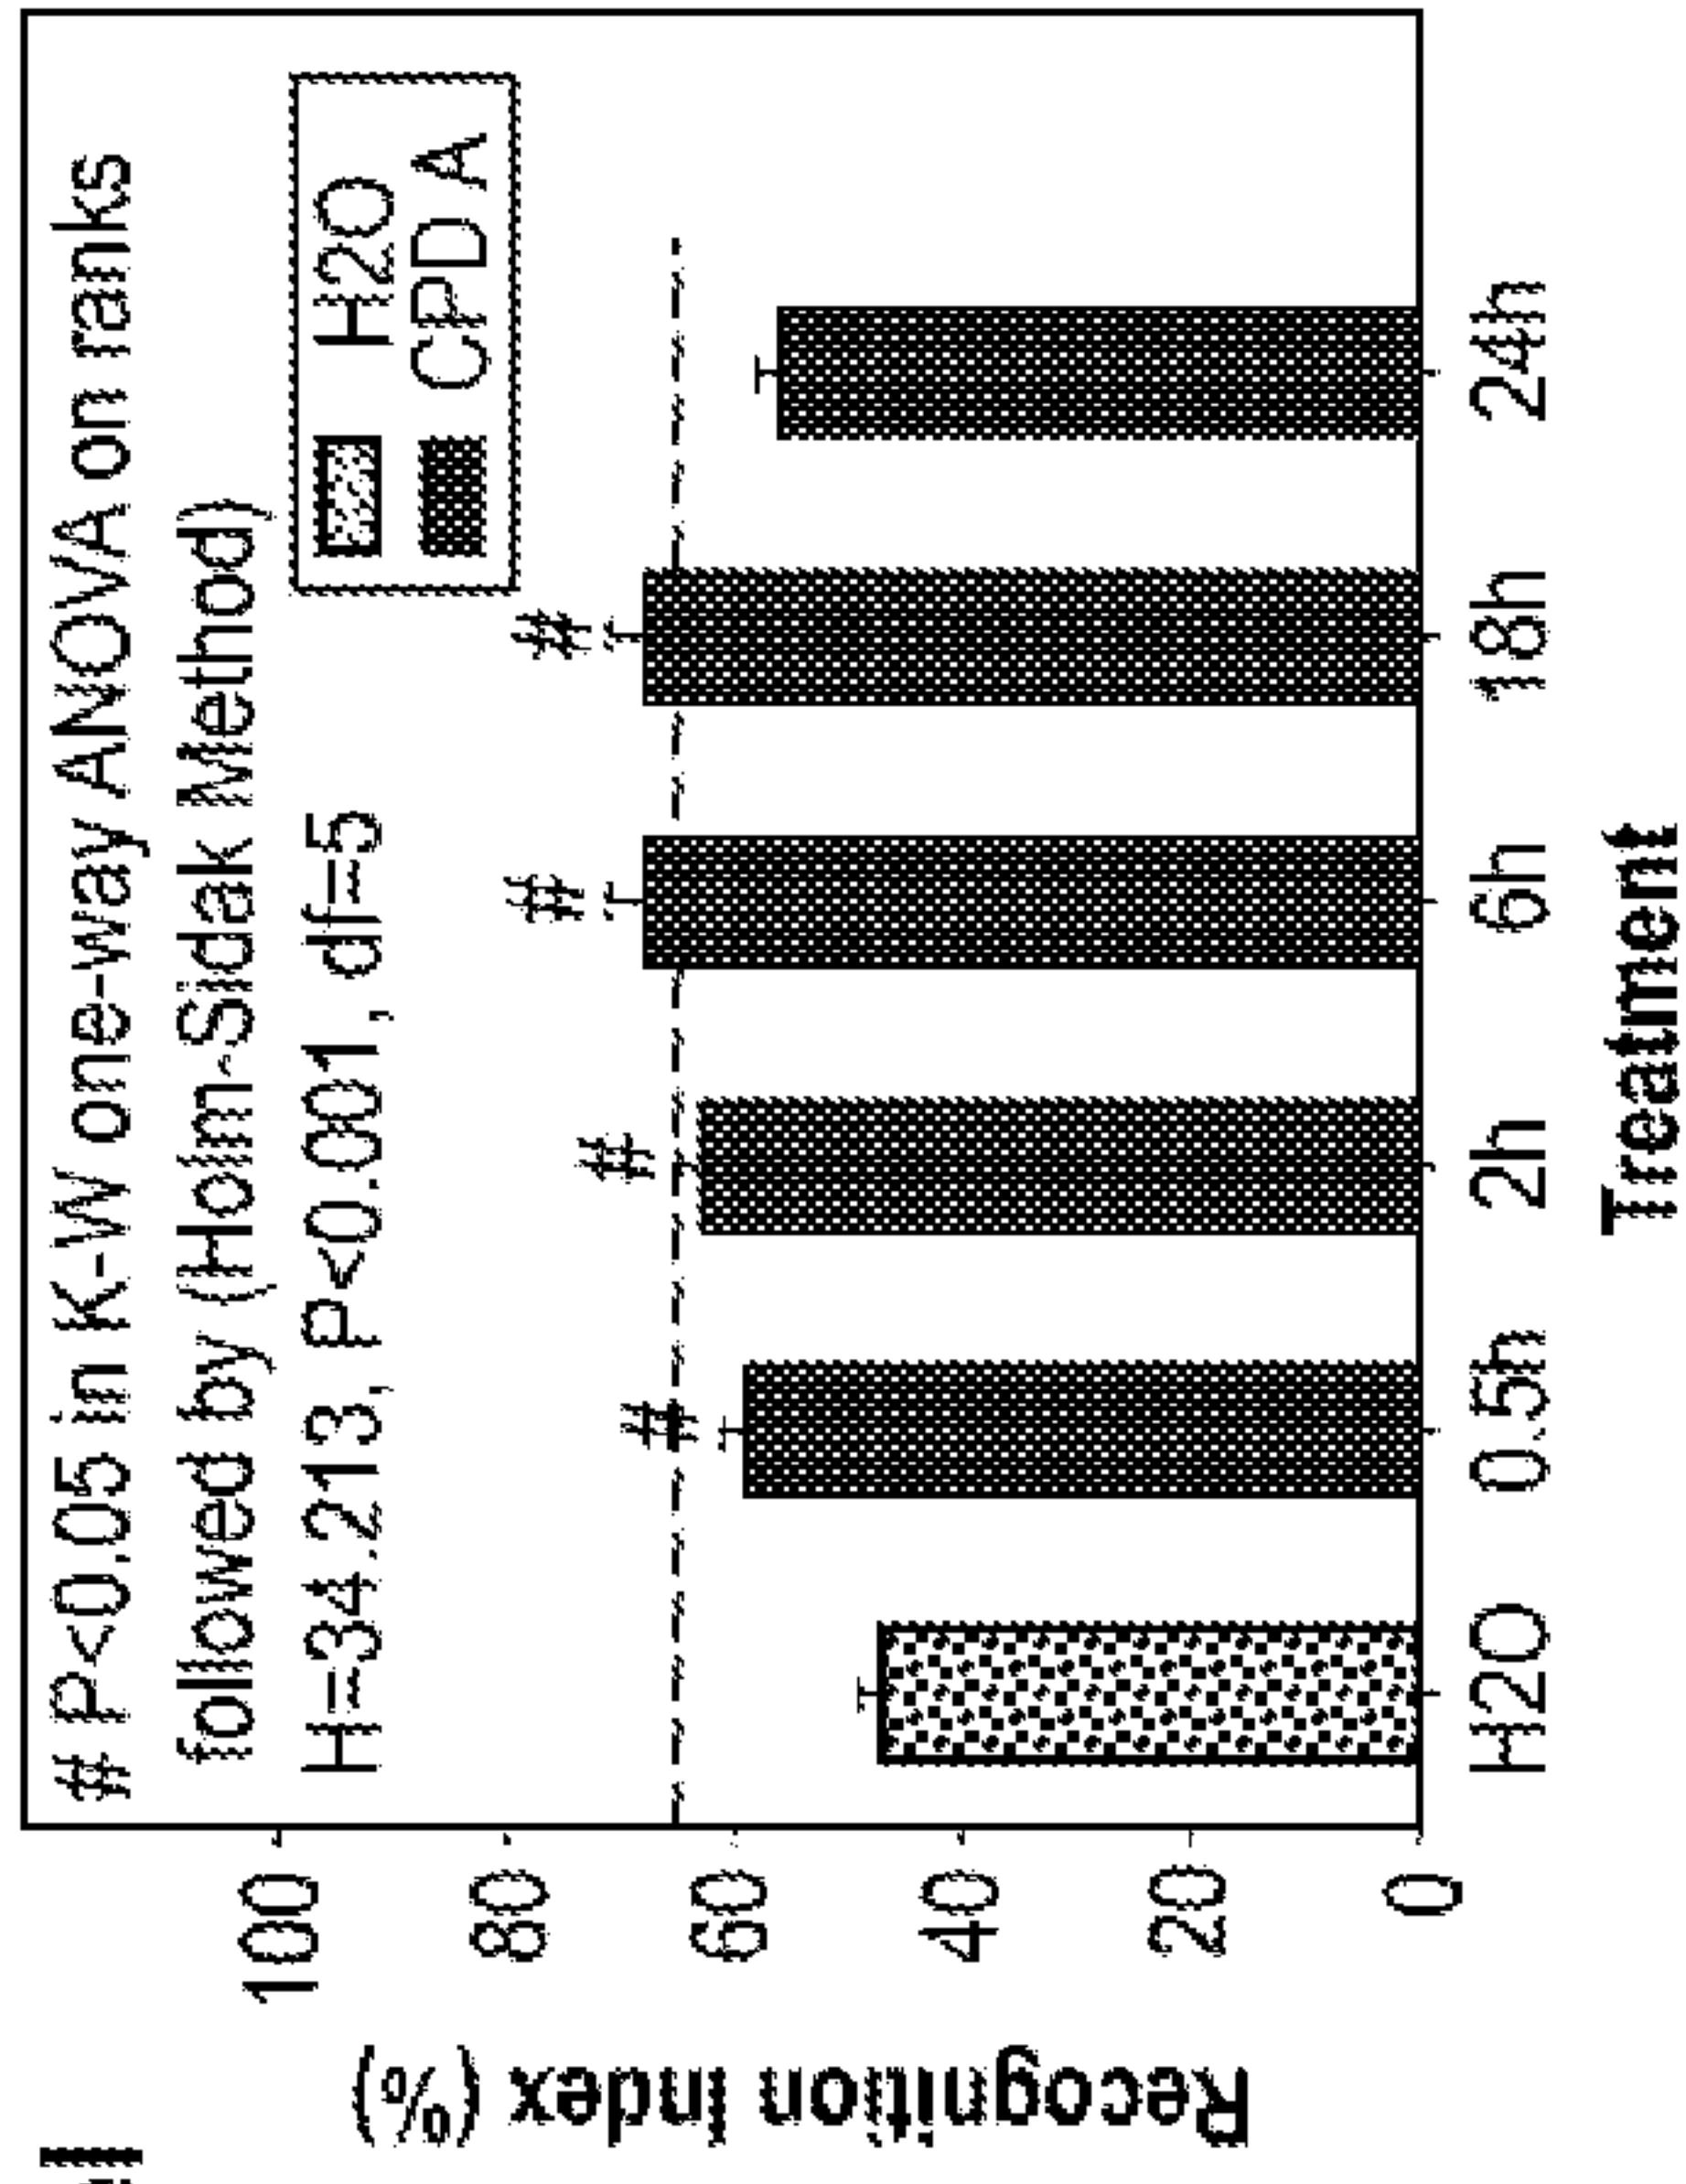 # P<0.05 in K-W one-way ANOVA on ranks
followed by (Holm-Sidak Method)
H=34.213, P<0.001, df=5
H2O
CPD A
#
#
#
#
100
80
60
40
20
0
Recognition Index (%)
H2O
0.5h
2h
6h
18h
24h
Treatment